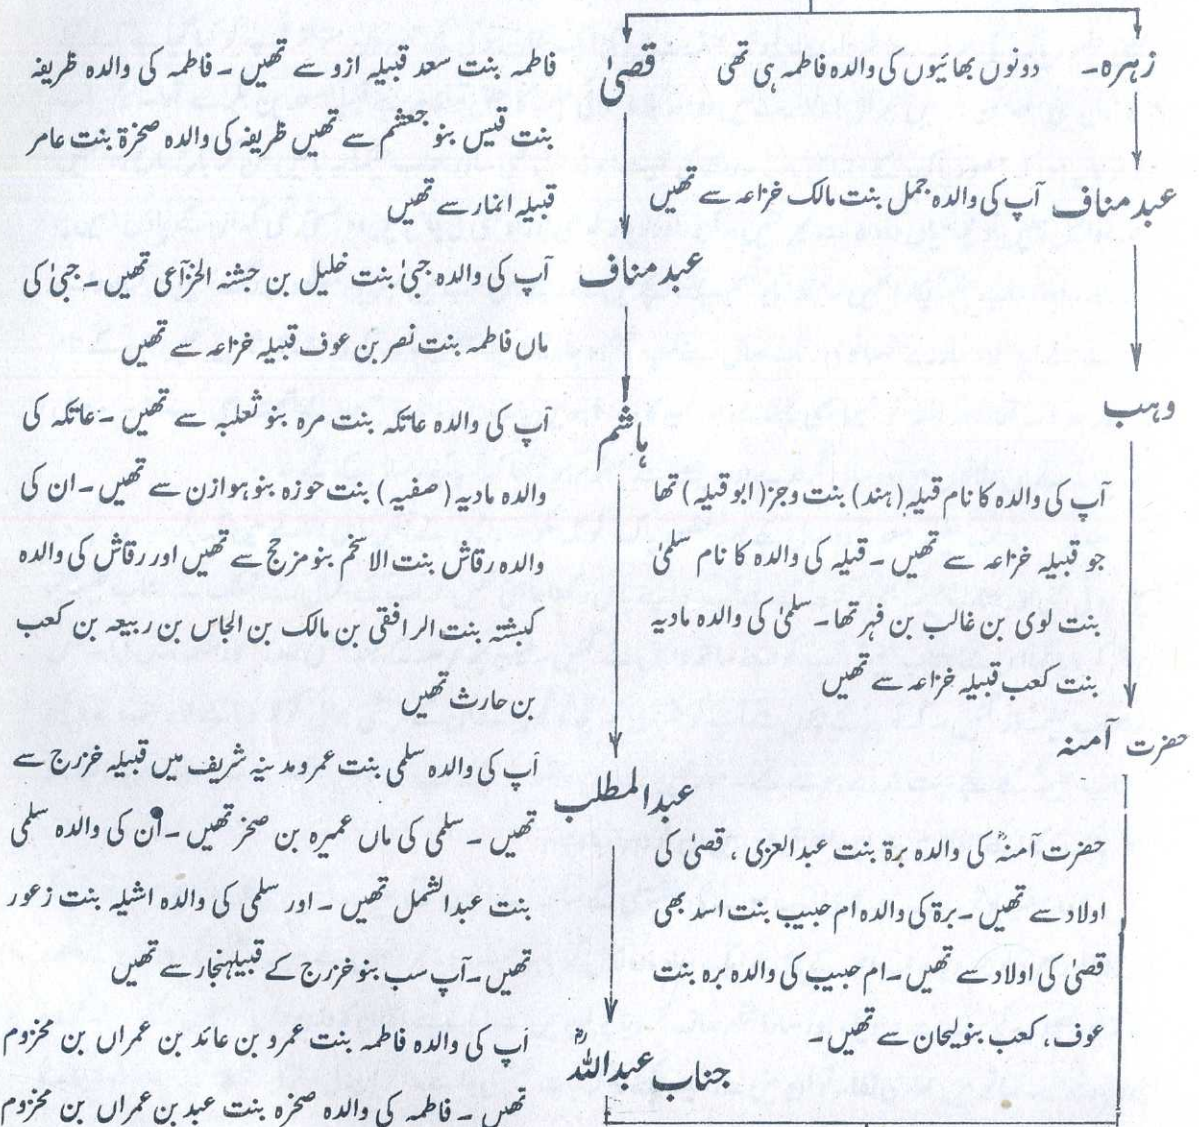 زہرہ۔ دونوں بھائیوں کی والدہ فاطمہ ہی تھی
عبد مناف آپ کی والدہ جمل بنت مالک خزاعہ سے تھیں
وہب
آپ کی والدہ کا نام قیلہ (ہند) بنت وجز (ابو قیلہ) تھا
جو قبیلہ خزاعہ سے تھیں ۔ قیلہ کی والدہ کا نام سلمیٰ
بنت لوی بن غالب بن فہر تھا۔ سلمیٰ کی والدہ مادیہ
بنت کعب قبیلہ خزاعہ سے تھیں
حضرت آمنہ
حضرت آمنہؓ کی والدہ برۃ بنت عبدالعزی ، قصیٰ کی
اولاد سے تھیں ۔ برۃ کی والدہ ام حبیب بنت اسد بھی
قصیٰ کی اولاد سے تھیں ۔ ام حبیب کی والدہ برہ بنت
عوف، کعب بنو لیحان سے تھیں ۔
قصیٰ
فاطمہ بنت سعد قبیلہ ازو سے تھیں ۔ فاطمہ کی والدہ ظریفہ
بنت قیس بنو جعشم سے تھیں ظریفہ کی والدہ صخرۃ بنت عامر
قبیلہ انمار سے تھیں
عبد مناف
آپ کی والدہ حبیٰ بنت خلیل بن حبشہ الخزآعی تھیں ۔ حبیٰ کی
ماں فاطمہ بنت نصر بن عوف قبیلہ خزاعہ سے تھیں
ہاشم
آپ کی والدہ عاتکہ بنت مرہ بنو ثعلبہ سے تھیں ۔ عاتکہ کی
والدہ مادیہ (صفیہ) بنت حوزہ بنو ہوازن سے تھیں ۔ ان کی
والدہ رقاش بنت الاسحم بنو مزحج سے تھیں اور رقاش کی والدہ
کبشتہ بنت الرافقی بن مالک بن الجاس بن ربیعہ بن کعب
بن حارث تھیں
عبدالمطلب
آپ کی والدہ سلمی بنت عمرو مدینہ شریف میں قبیلہ خزرج سے
تھیں ۔ سلمی کی ماں عمیرہ بن صخر تھیں ۔ ان کی والدہ سلمی
بنت عبدالشمل تھیں ۔ اور سلمی کی والدہ اشیلہ بنت زعور
تھیں ۔ آپ سب بنو خزرج کے قبیلہنجار سے تھیں
جناب عبداللہؓ
آپ کی والدہ فاطمہ بنت عمرو بن عائد بن عمراں بن مخزوم
تھیں ۔ فاطمہ کی والدہ صخرہ بنت عبد بن عمراں بن مخزوم